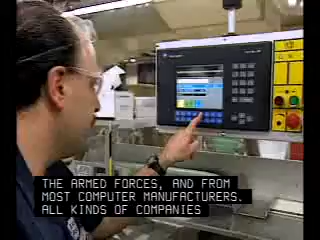 THE ARMED FORCES, AND FROM
MOST COMPUTER MANUFACTURERS.
ALL KINDS OF COMPANIES